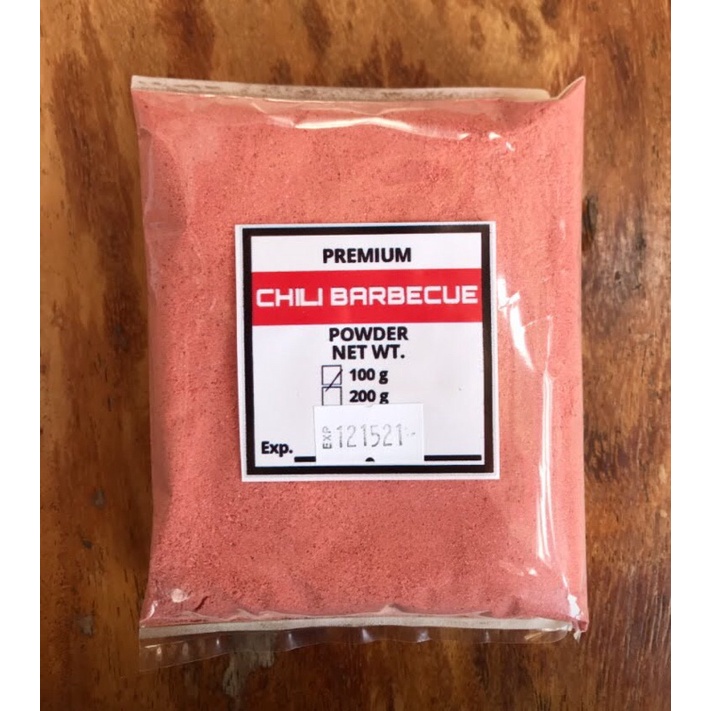 PREMIUM
CHILI BARBECUE
POWDER
NET WT.
100 g
200 g
EXP 121521
Exp.